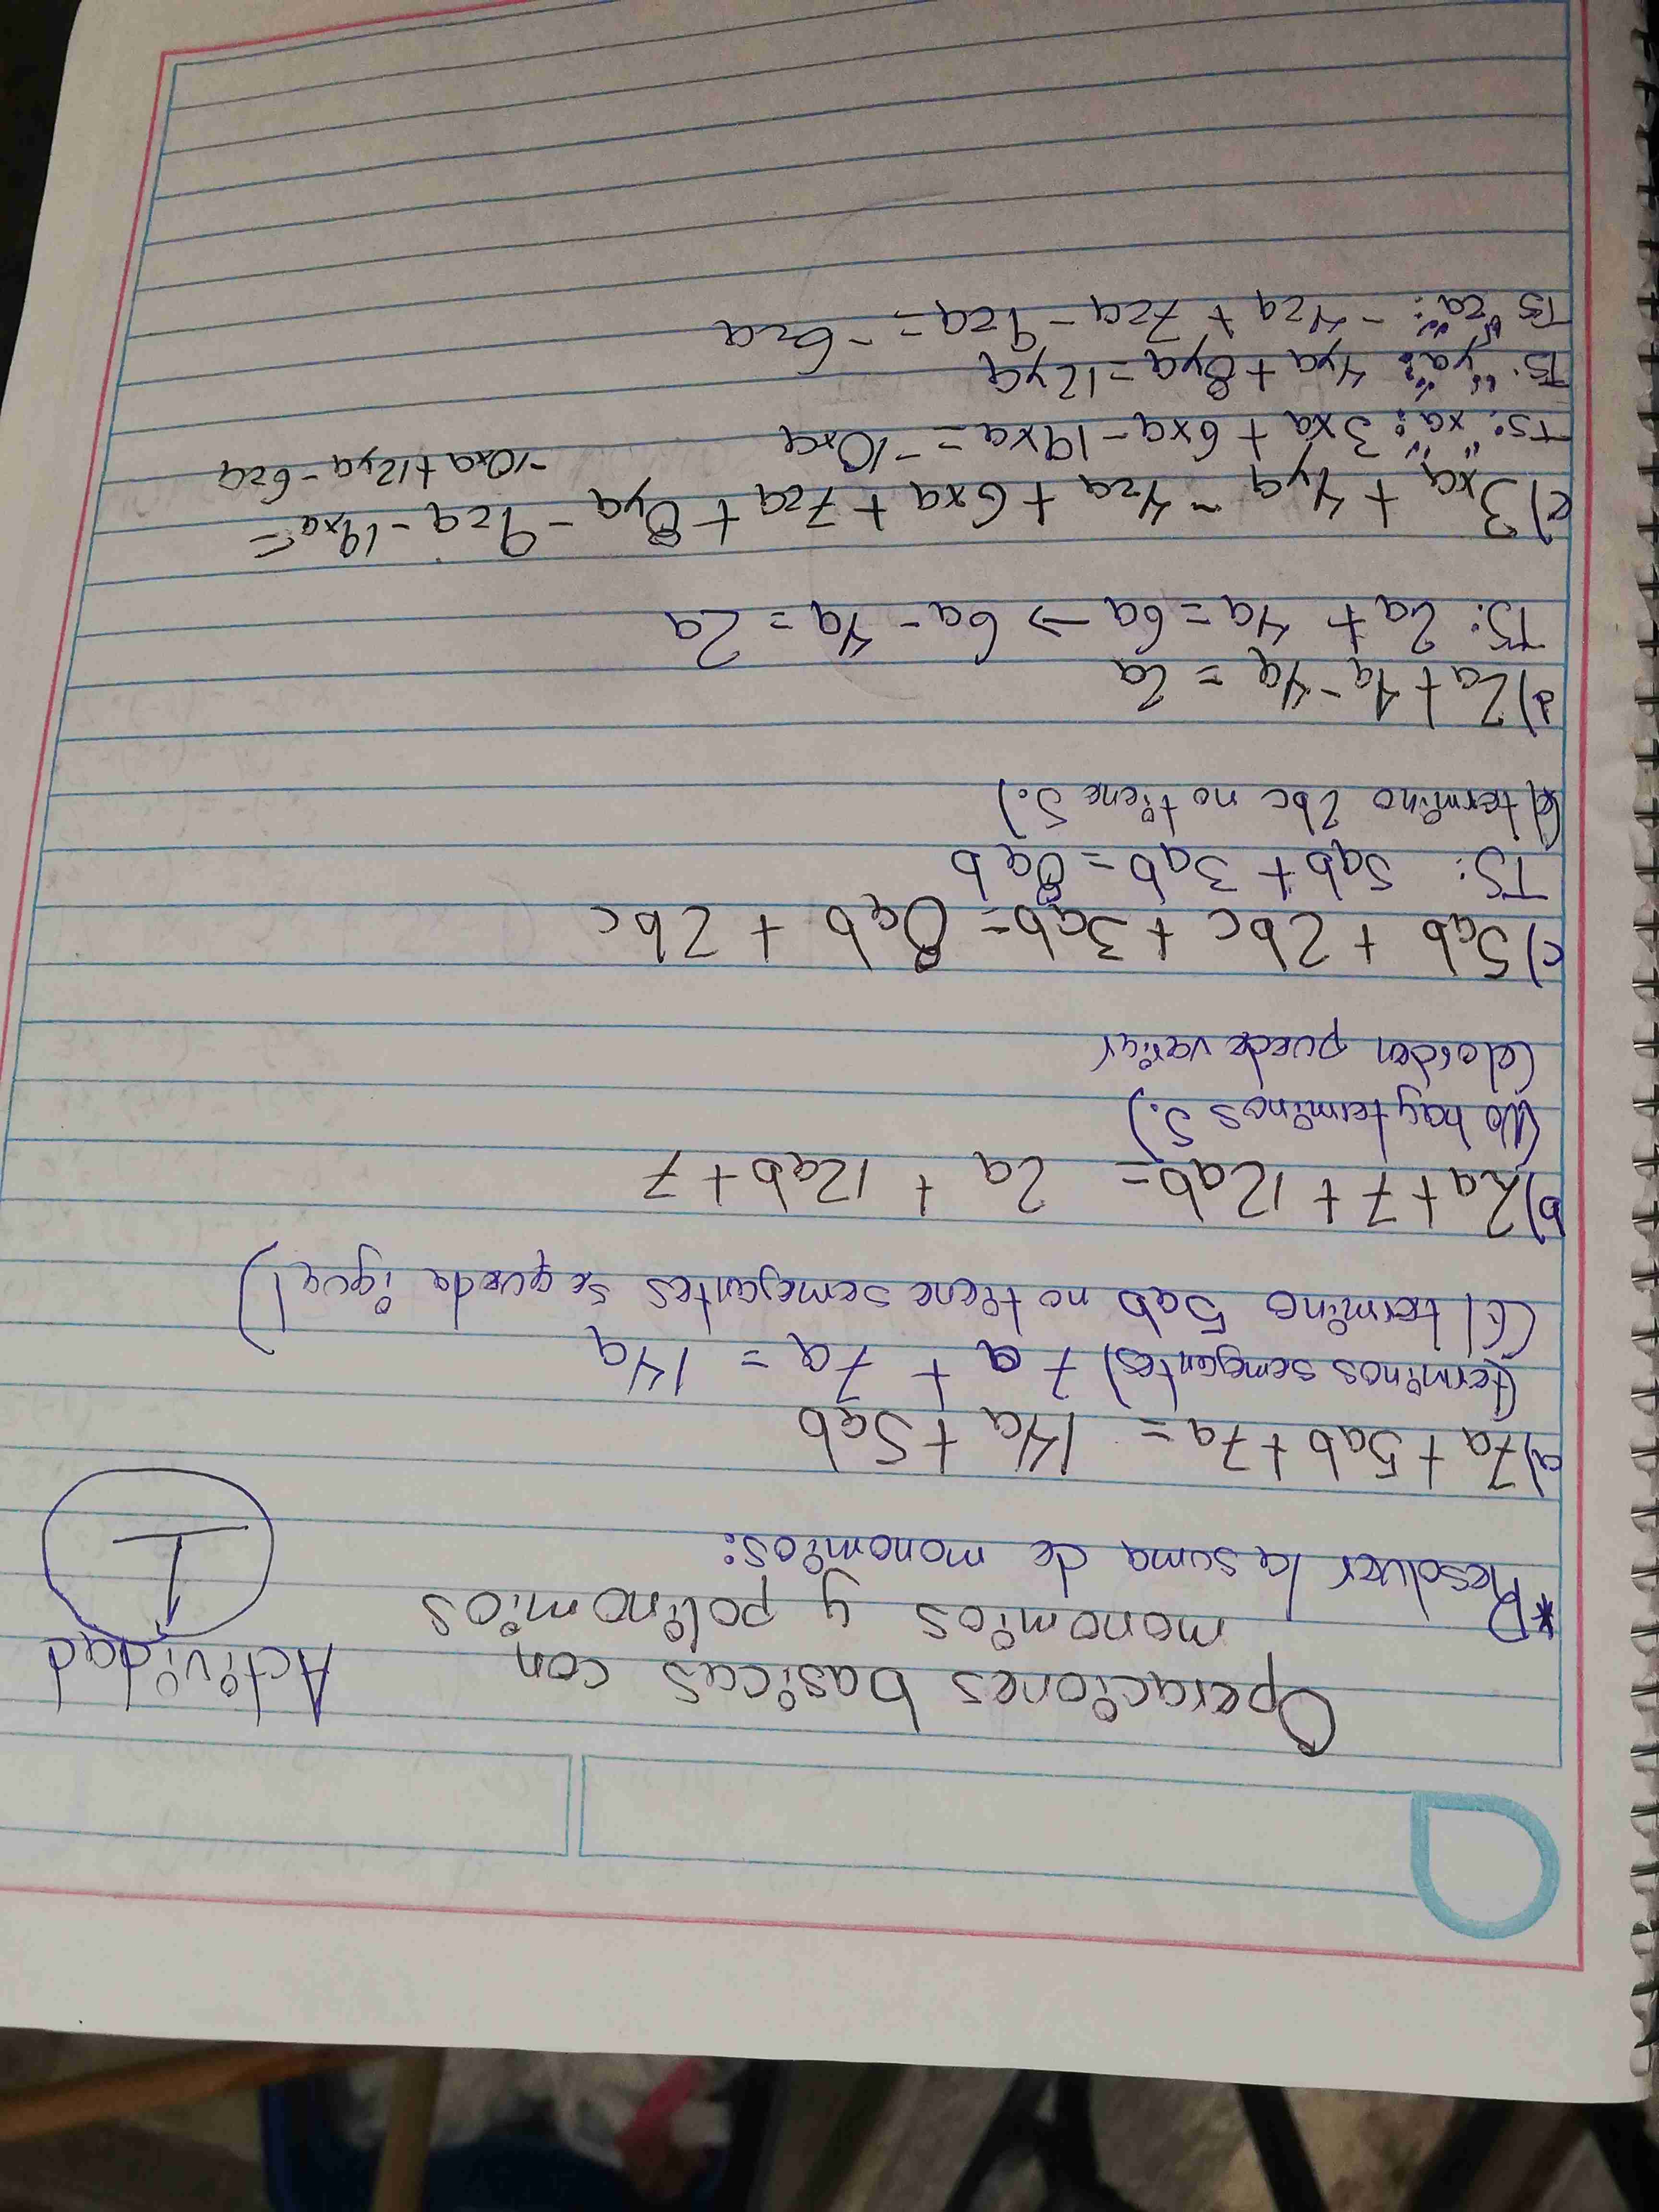 Operaciones basicas con
monomios y polinomios
Actividad
1
*Resolver la suma de monomios:
a) 7a + 5ab + 7a = 14a + 5ab
(terminos semejantes) 7a + 7a = 14a
(El termino 5ab no tiene semejantes se queda igual)
b) 2a + 7 + 12ab = 2a + 12ab + 7
(No hay terminos S.)
(el orden puede variar
c) 5ab + 2bc + 3ab = 8ab + 2bc
TS: 5ab + 3ab = 8ab
(el termino 2bc no tiene S.)
d) 2a + 4a - 4a = 2a
TS: 2a + 4a = 6a → 6a - 4a = 2a
e) 3xa + 4ya - 4za + 6xa + 7za + 8ya - 9za - 19xa =
-10xa + 12ya - 6za
TS: "xa": 3xa + 6xa - 19xa = -10xa
TS: "ya": 4ya + 8ya = 12ya
TS "za": -4za + 7za - 9za = -6za